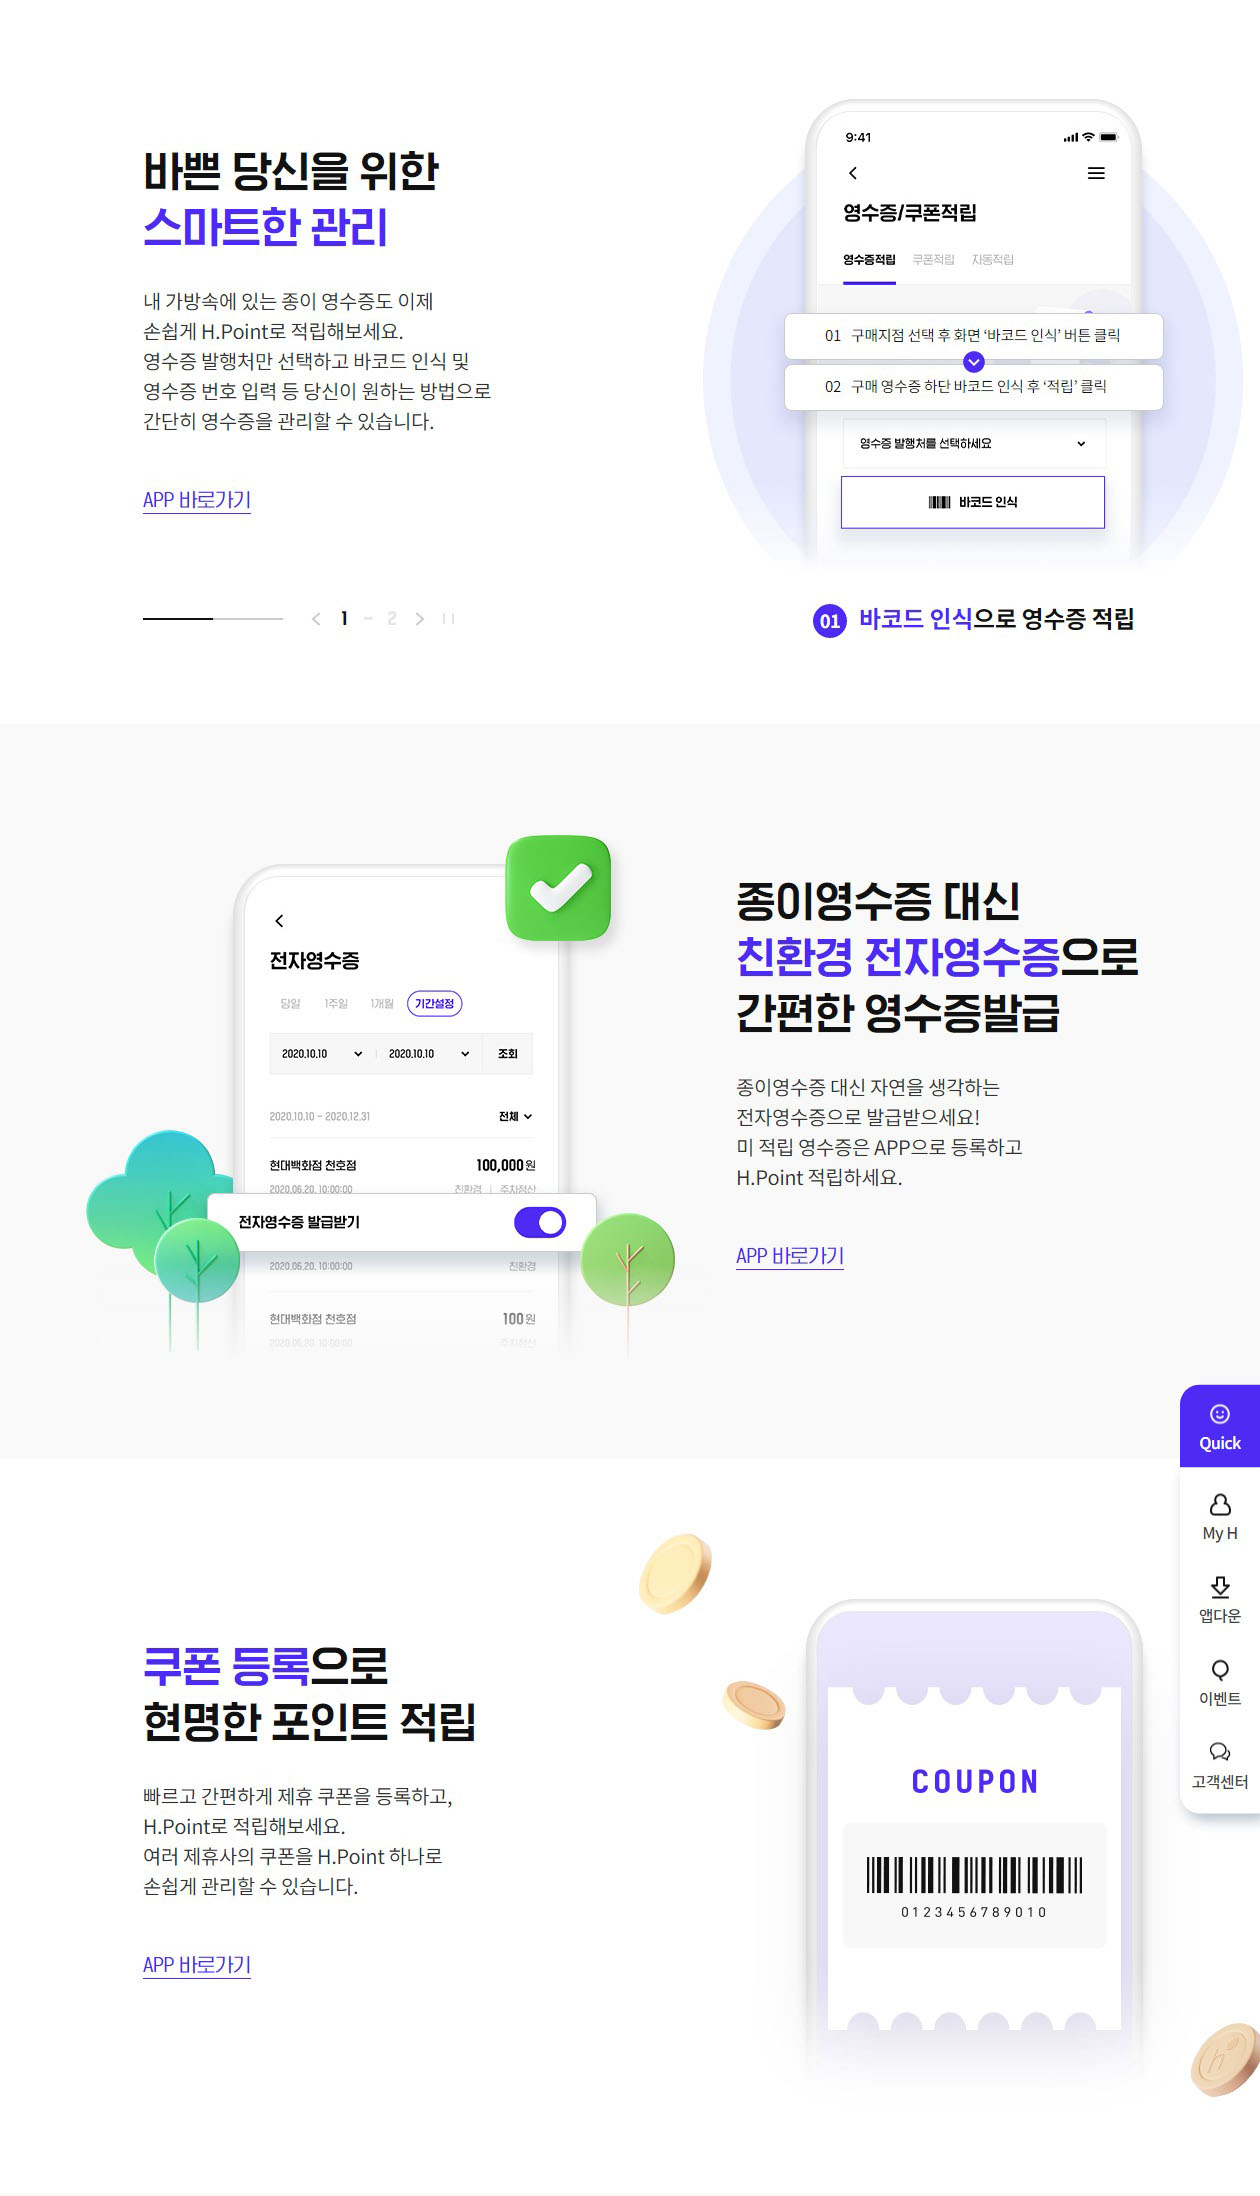 바쁜 당신을 위한
스마트한 관리
내 가방속에 있는 종이 영수증도 이제
손쉽게 H.Point로 적립해보세요.
영수증 발행처만 선택하고 바코드 인식 및
영수증 번호 입력 등 당신이 원하는 방법으로
간단히 영수증을 관리할 수 있습니다.
APP 바로가기
1 - 2
9:41
영수증/쿠폰적립
영수증적립 쿠폰적립 자동적립
01 구매지점 선택 후 화면 ‘바코드 인식’ 버튼 클릭
02 구매 영수증 하단 바코드 인식 후 ‘적립’ 클릭
영수증 발행처를 선택하세요
바코드 인식
01 바코드 인식으로 영수증 적립
전자영수증
당일 1주일 1개월 기간설정
2020.10.10 2020.10.10 조회
2020.10.10 - 2020.12.31 전체
현대백화점 천호점 100,000원
2020.06.20. 10:00:00 친환경 | 주차정산
전자영수증 발급받기
2020.06.20. 10:00:00 친환경
현대백화점 천호점 100원
2020.06.20. 10:00:00 주차정산
종이영수증 대신
친환경 전자영수증으로
간편한 영수증발급
종이영수증 대신 자연을 생각하는
전자영수증으로 발급받으세요!
미 적립 영수증은 APP으로 등록하고
H.Point 적립하세요.
APP 바로가기
Quick
My H
앱다운
이벤트
고객센터
쿠폰 등록으로
현명한 포인트 적립
빠르고 간편하게 제휴 쿠폰을 등록하고,
H.Point로 적립해보세요.
여러 제휴사의 쿠폰을 H.Point 하나로
손쉽게 관리할 수 있습니다.
APP 바로가기
COUPON
0123456789010
h